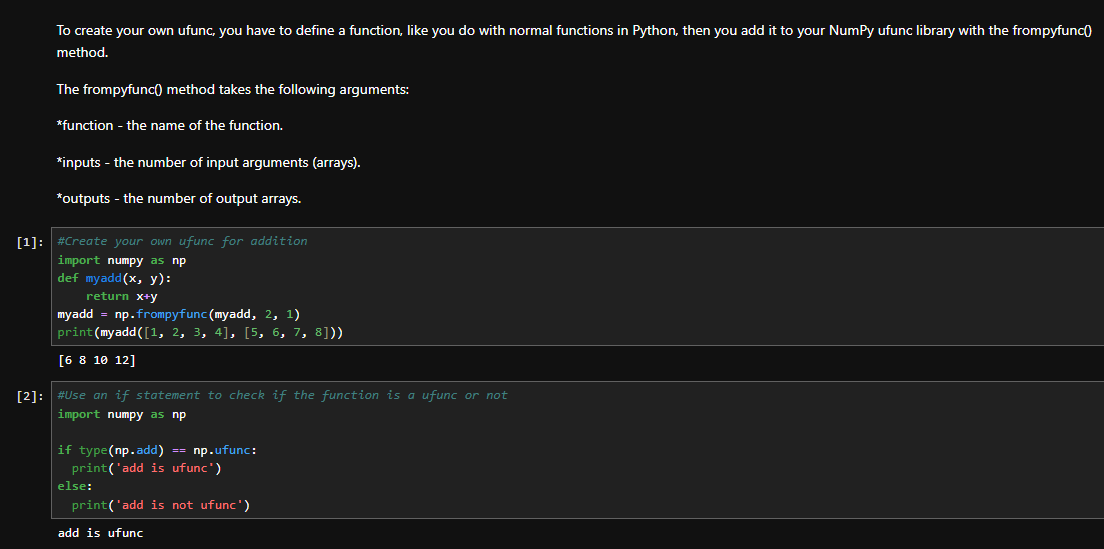 To create your own ufunc, you have to define a function, like you do with normal functions in Python, then you add it to your NumPy ufunc library with the frompyfunc()
method.
The frompyfunc() method takes the following arguments:
*function - the name of the function.
*inputs - the number of input arguments (arrays).
*outputs - the number of output arrays.
[1]: #Create your own ufunc for addition
import numpy as np
def myadd(x, y):
    return x+y
myadd = np.frompyfunc(myadd, 2, 1)
print(myadd([1, 2, 3, 4], [5, 6, 7, 8]))
[6 8 10 12]
[2]: #Use an if statement to check if the function is a ufunc or not
import numpy as np
if type(np.add) == np.ufunc:
  print('add is ufunc')
else:
  print('add is not ufunc')
add is ufunc